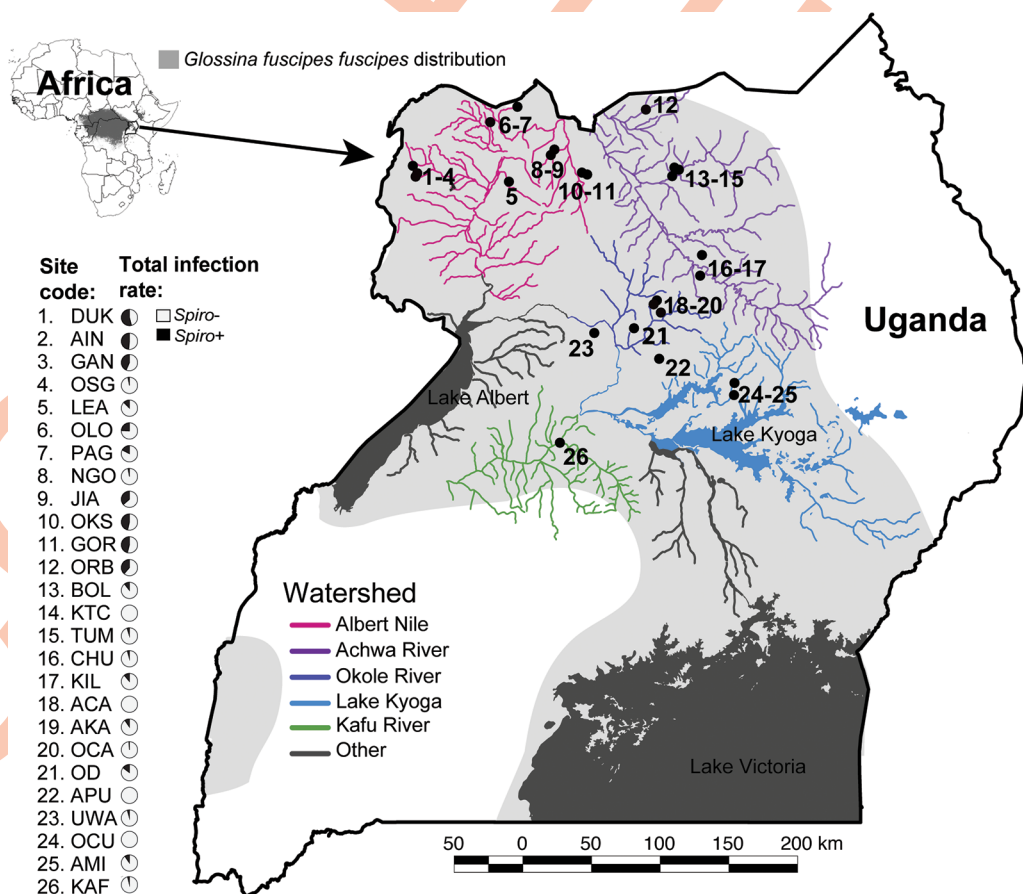 Africa
Glossina fuscipes fuscipes distribution
12
6-7
8-9
13-15
1-4
5
10-11
16-17
18-20
Uganda
21
23
22
24-25
Lake Albert
Lake Kyoga
26
Site code:
Total infection rate:
Spiro-
Spiro+
1. DUK
2. AIN
3. GAN
4. OSG
5. LEA
6. OLO
7. PAG
8. NGO
9. JIA
10. OKS
11. GOR
12. ORB
13. BOL
14. KTC
15. TUM
16. CHU
17. KIL
18. ACA
19. AKA
20. OCA
21. OD
22. APU
23. UWA
24. OCU
25. AMI
26. KAF
Watershed
Albert Nile
Achwa River
Okole River
Lake Kyoga
Kafu River
Other
Lake Victoria
50 0 50 100 150 200 km